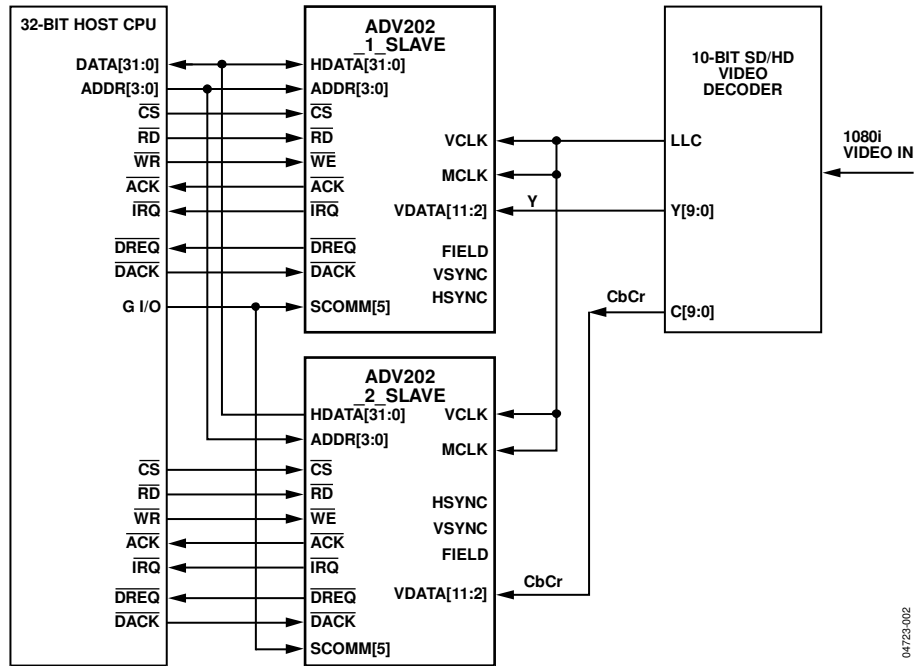 32-BIT HOST CPU
DATA[31:0]
ADDR[3:0]
CS
RD
WR
ACK
IRQ
DREQ
DACK
G I/O
CS
RD
WR
ACK
IRQ
DREQ
DACK
ADV202
_1_SLAVE
HDATA[31:0]
ADDR[3:0]
CS
RD
WE
ACK
IRQ
DREQ
DACK
SCOMM[5]
VCLK
MCLK
VDATA[11:2]
FIELD
VSYNC
HSYNC
ADV202
_2_SLAVE
HDATA[31:0]
ADDR[3:0]
CS
RD
WE
ACK
IRQ
DREQ
DACK
SCOMM[5]
VCLK
MCLK
HSYNC
VSYNC
FIELD
VDATA[11:2]
Y
CbCr
CbCr
10-BIT SD/HD
VIDEO
DECODER
LLC
Y[9:0]
C[9:0]
1080i
VIDEO IN
04723-002